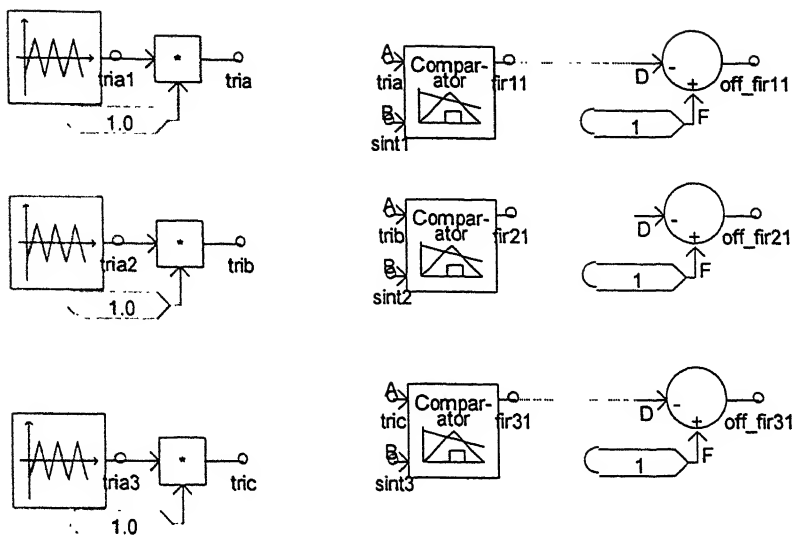 tria1
*
tria
1.0
A
tria
B
sint1
Compar-
ator
fir11
D
-
+
F
1
off_fir11
tria2
*
trib
1.0
A
trib
B
sint2
Compar-
ator
fir21
D
-
+
F
1
off_fir21
tria3
*
tric
1.0
A
tric
B
sint3
Compar-
ator
fir31
D
-
+
F
1
off_fir31